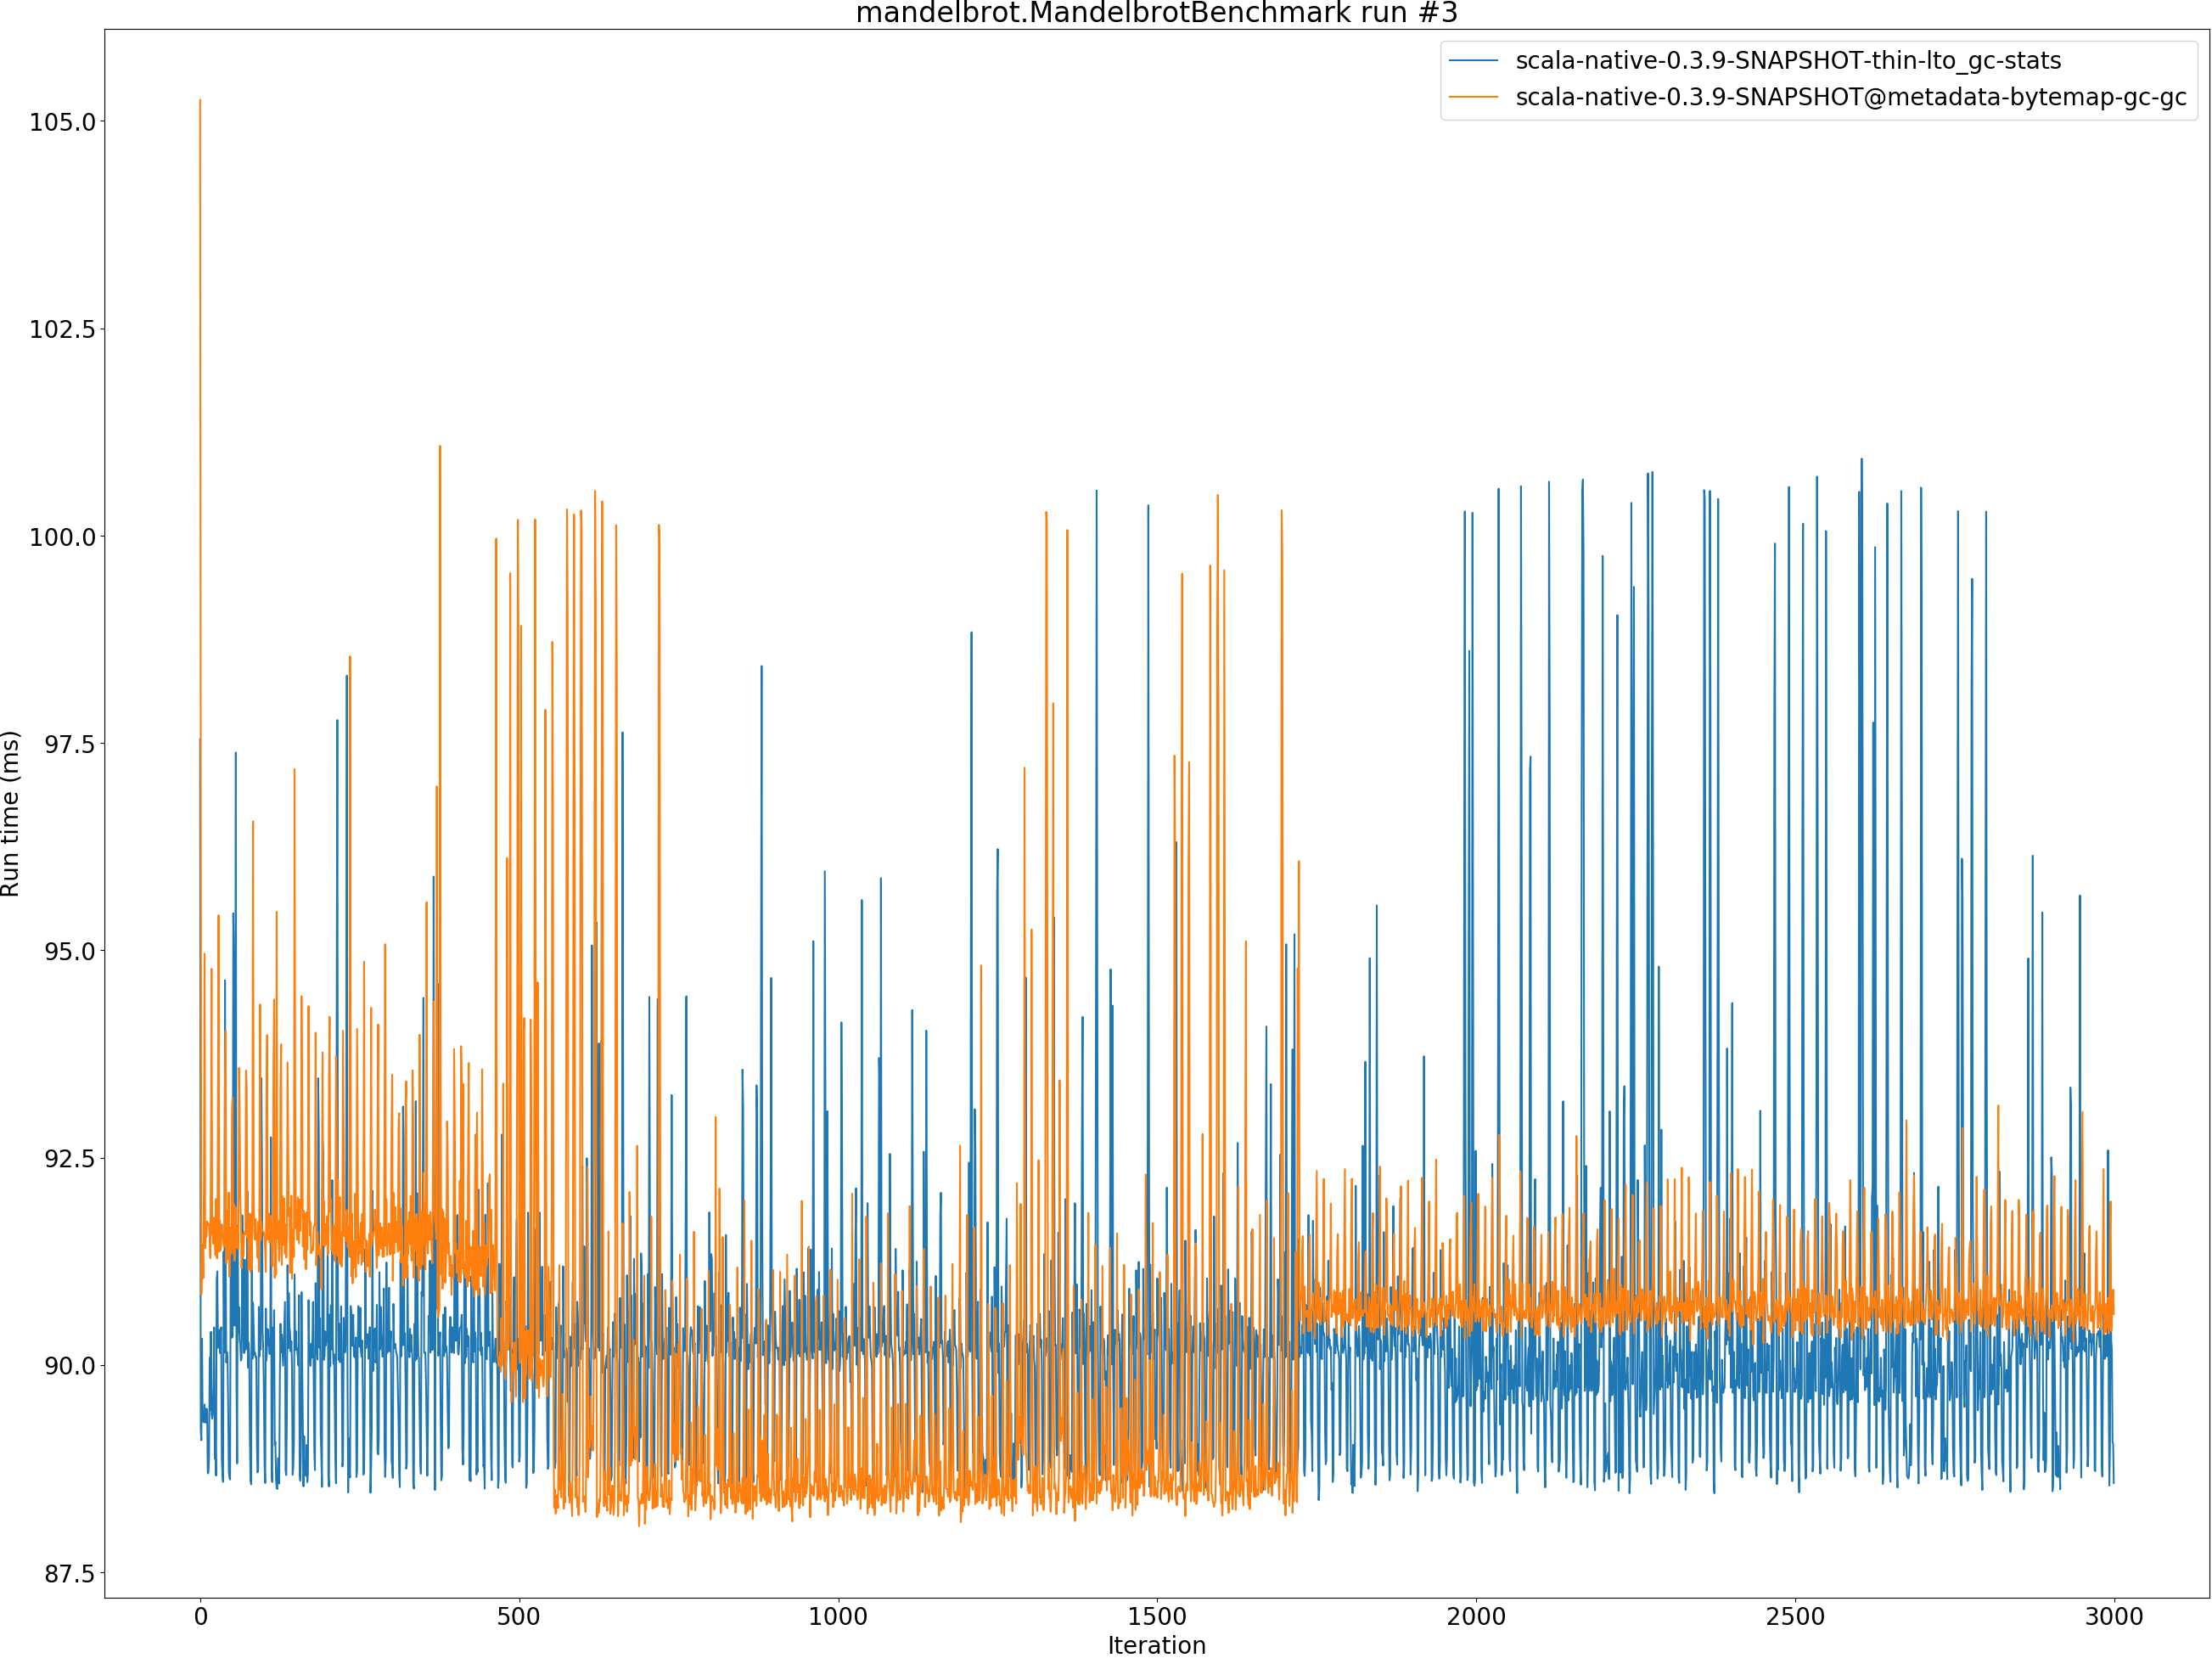 mandelbrot.MandelbrotBenchmark run #3
scala-native-0.3.9-SNAPSHOT-thin-lto_gc-stats
scala-native-0.3.9-SNAPSHOT@metadata-bytemap-gc-gc
105.0
102.5
100.0
97.5
95.0
92.5
90.0
87.5
Run time (ms)
0 500 1000 1500 2000 2500 3000
Iteration